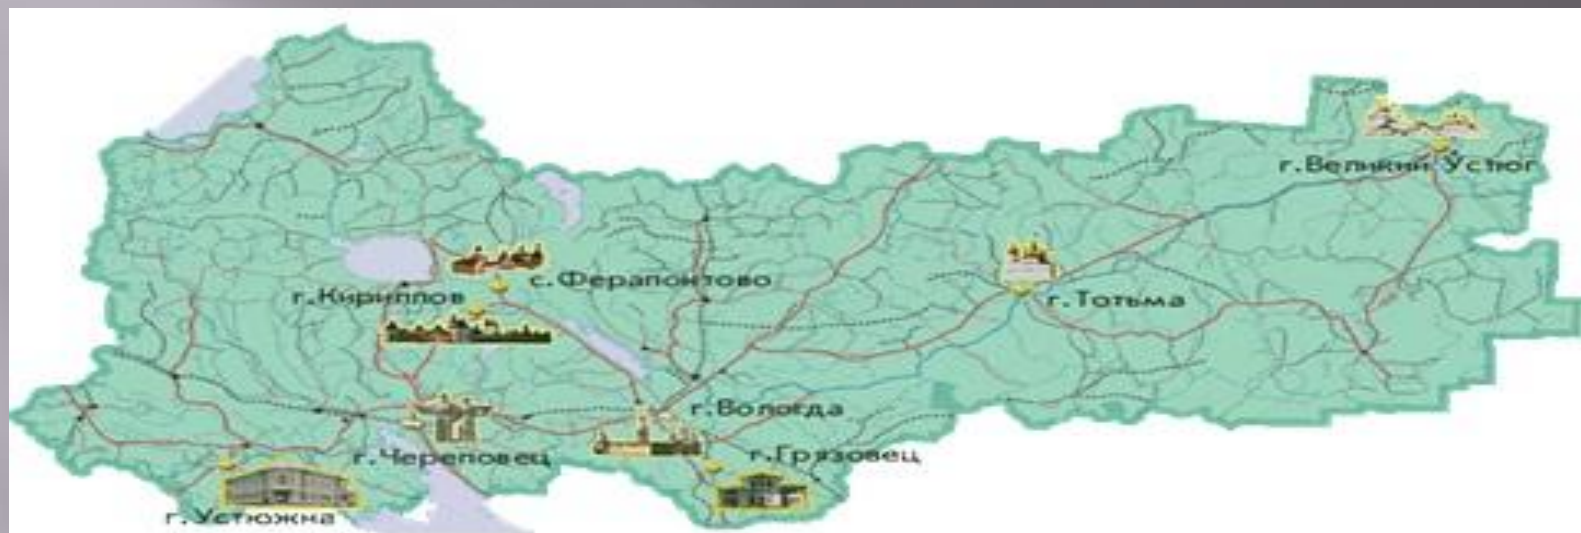 г.Великий Устюг
с.Ферапонтово
г.Кириллов
г.Тотьма
г.Вологда
г.Череповец
г.Грязовец
г.Устюжна